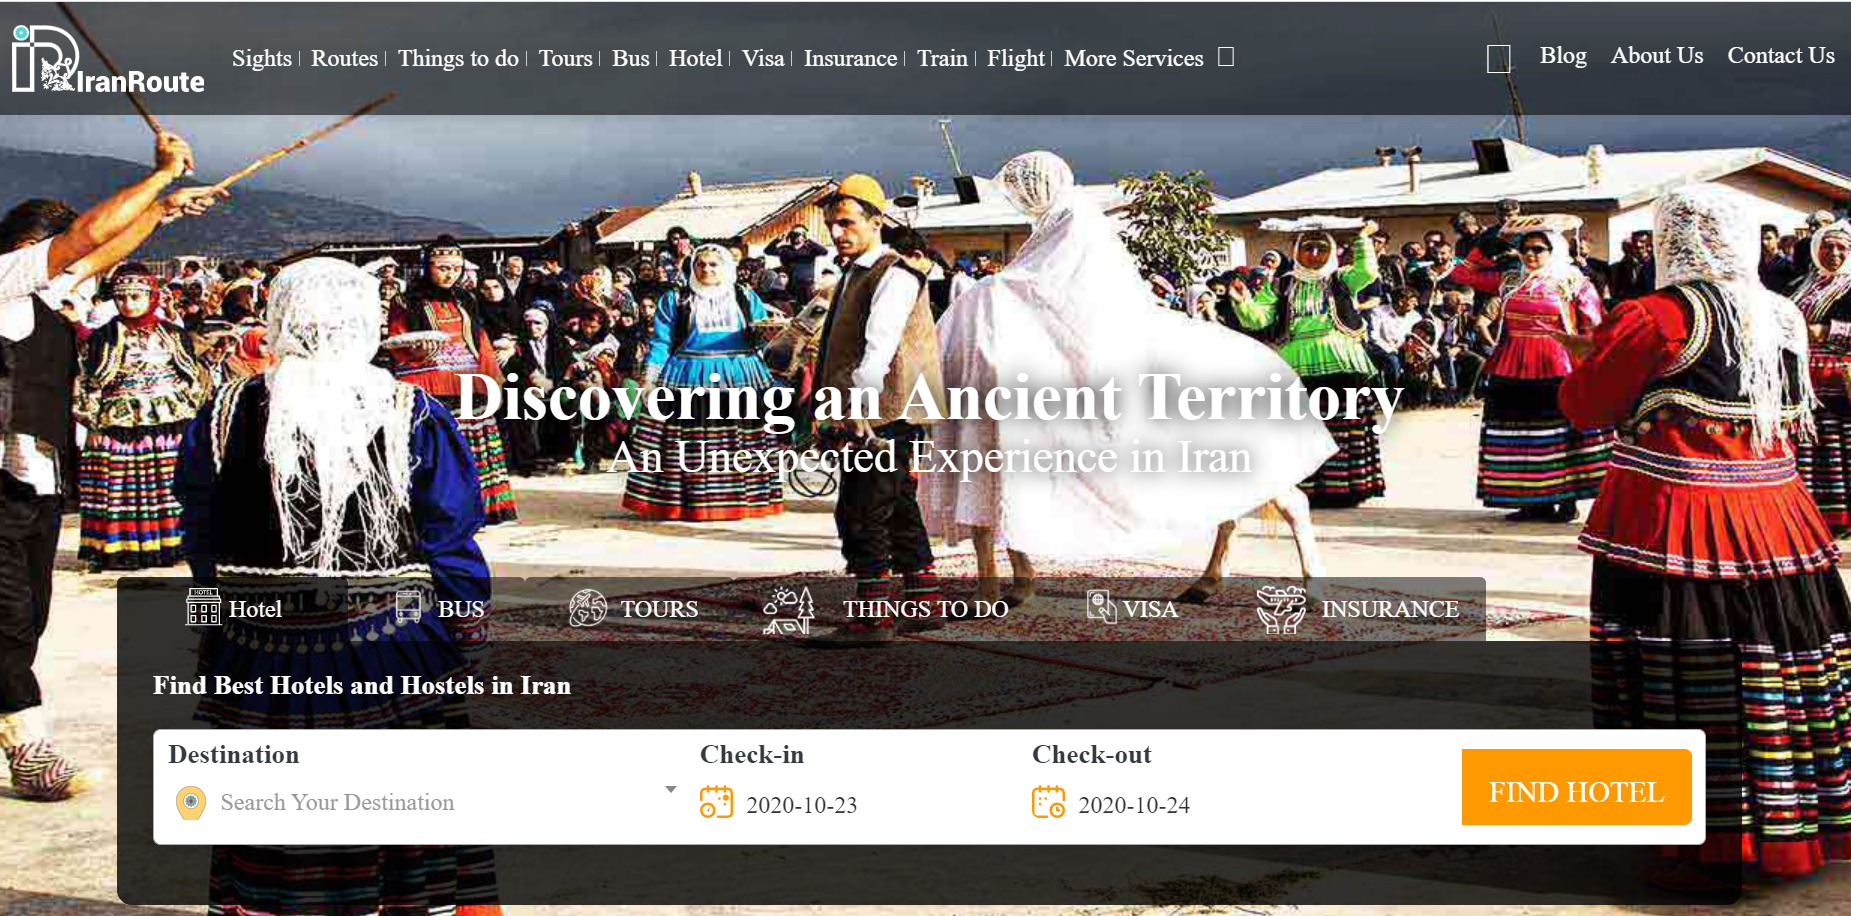 IranRoute
Sights Routes Things to do Tours Bus Hotel Visa Insurance Train Flight More Services
Blog About Us Contact Us
Discovering an Ancient Territory
An Unexpected Experience in Iran
HOTEL
Hotel BUS TOURS THINGS TO DO VISA INSURANCE
Find Best Hotels and Hostels in Iran
Destination Check-in Check-out
Search Your Destination 2020-10-23 2020-10-24 FIND HOTEL